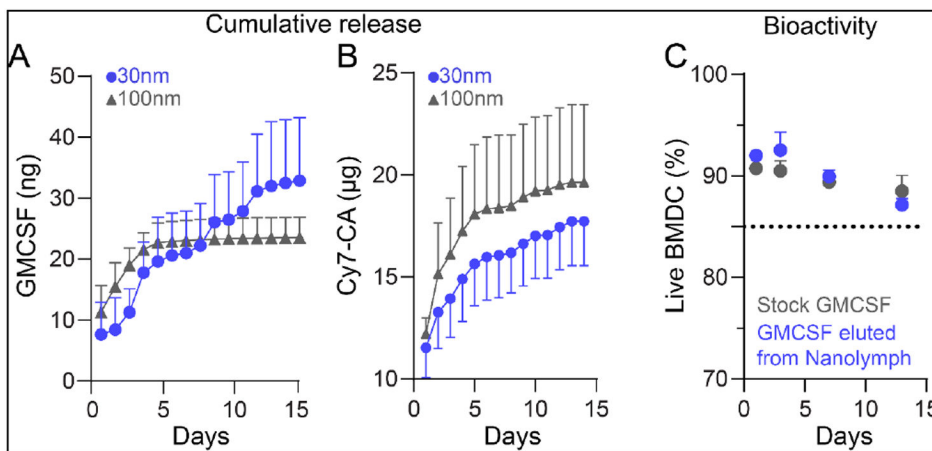 Cumulative release
Bioactivity
A
30nm
100nm
GMCSF (ng)
50
40
30
20
10
0
0 5 10 15
Days
B
30nm
100nm
Cy7-CA (µg)
25
20
15
10
0 5 10 15
Days
C
Live BMDC (%)
100
90
80
70
Stock GMCSF
GMCSF eluted
from Nanolymph
0 5 10 15
Days